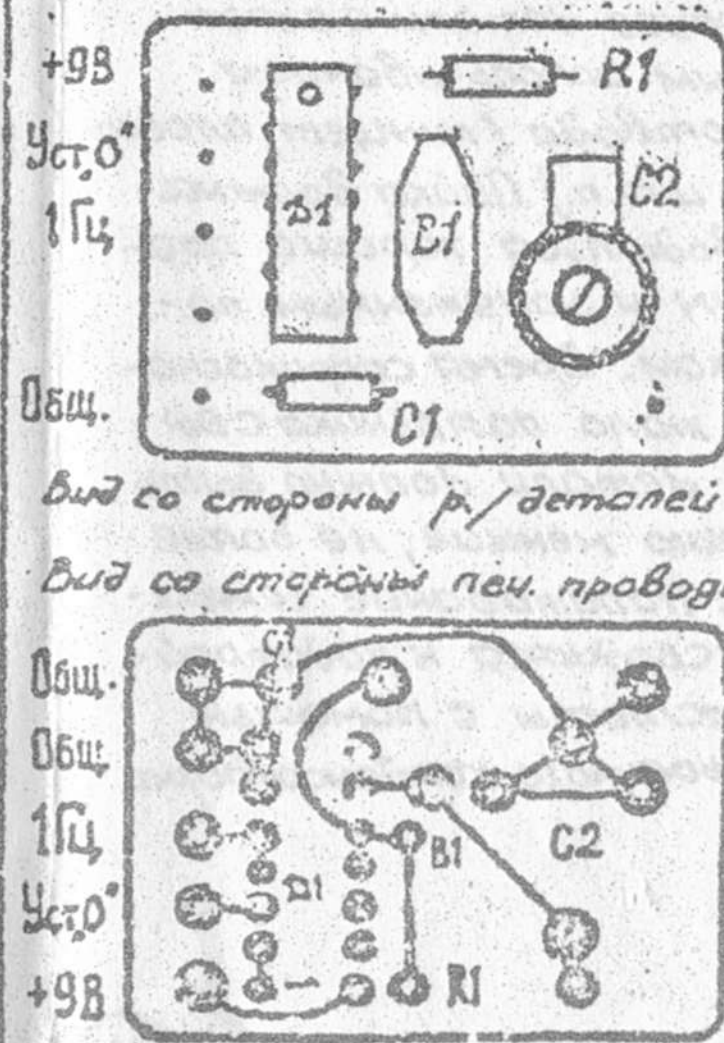 +9В
R1
Уст„0"
D1
B1
C2
1Гц
Общ.
C1
Вид со стороны р./деталей
Вид со стороны печ. провод
Общ.
C1
Общ.
1Гц
B1
C2
D1
Уст„0"
+9В
1
R1